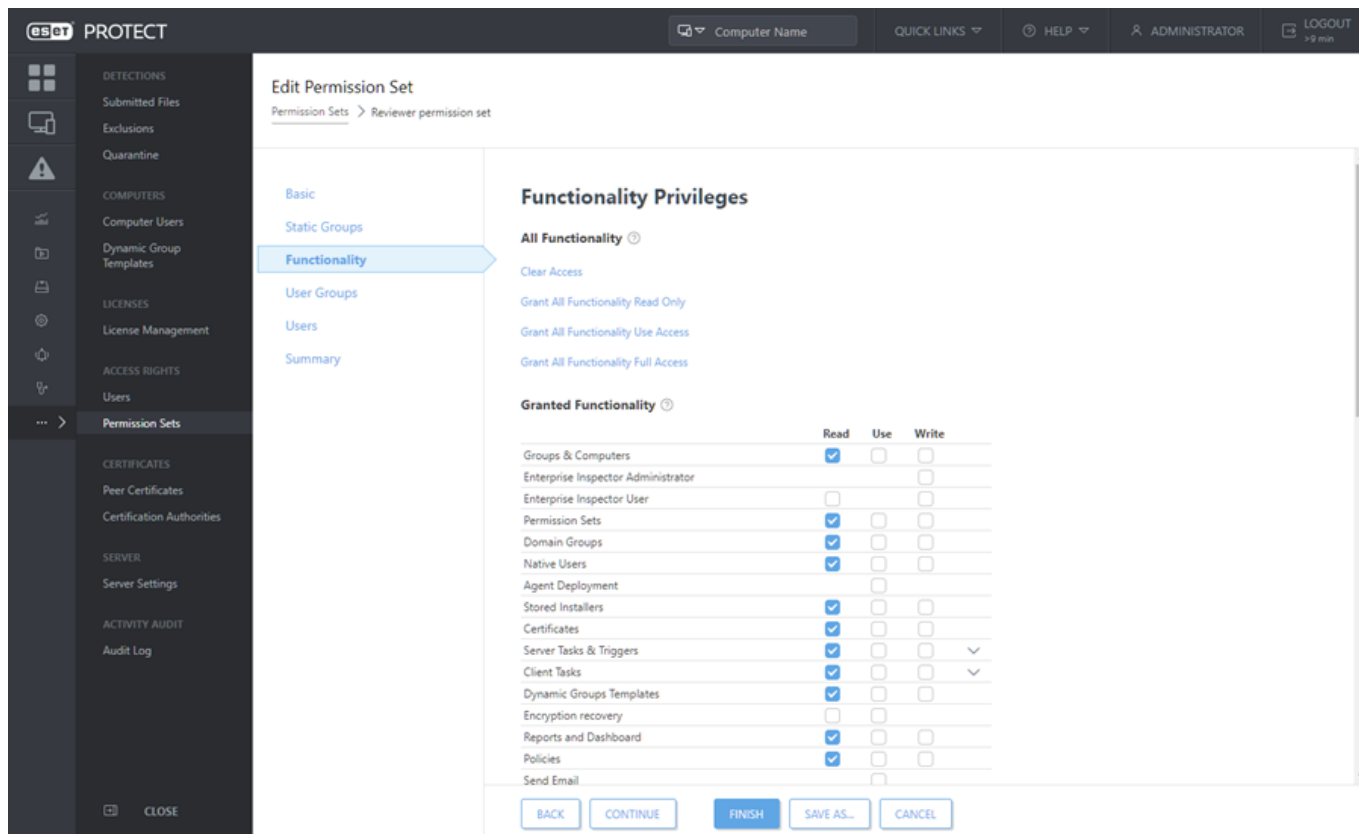 eset PROTECT
Computer Name
QUICK LINKS
HELP
ADMINISTRATOR
LOGOUT
>9 min
DETECTIONS
Submitted Files
Exclusions
Quarantine
COMPUTERS
Computer Users
Dynamic Group
Templates
LICENSES
License Management
ACCESS RIGHTS
Users
Permission Sets
CERTIFICATES
Peer Certificates
Certification Authorities
SERVER
Server Settings
ACTIVITY AUDIT
Audit Log
CLOSE
Edit Permission Set
Permission Sets > Reviewer permission set
Basic
Static Groups
Functionality
User Groups
Users
Summary
Functionality Privileges
All Functionality ?
Clear Access
Grant All Functionality Read Only
Grant All Functionality Use Access
Grant All Functionality Full Access
Granted Functionality ?
Read Use Write
Groups & Computers
Enterprise Inspector Administrator
Enterprise Inspector User
Permission Sets
Domain Groups
Native Users
Agent Deployment
Stored Installers
Certificates
Server Tasks & Triggers
Client Tasks
Dynamic Groups Templates
Encryption recovery
Reports and Dashboard
Policies
Send Email
BACK
CONTINUE
FINISH
SAVE AS...
CANCEL